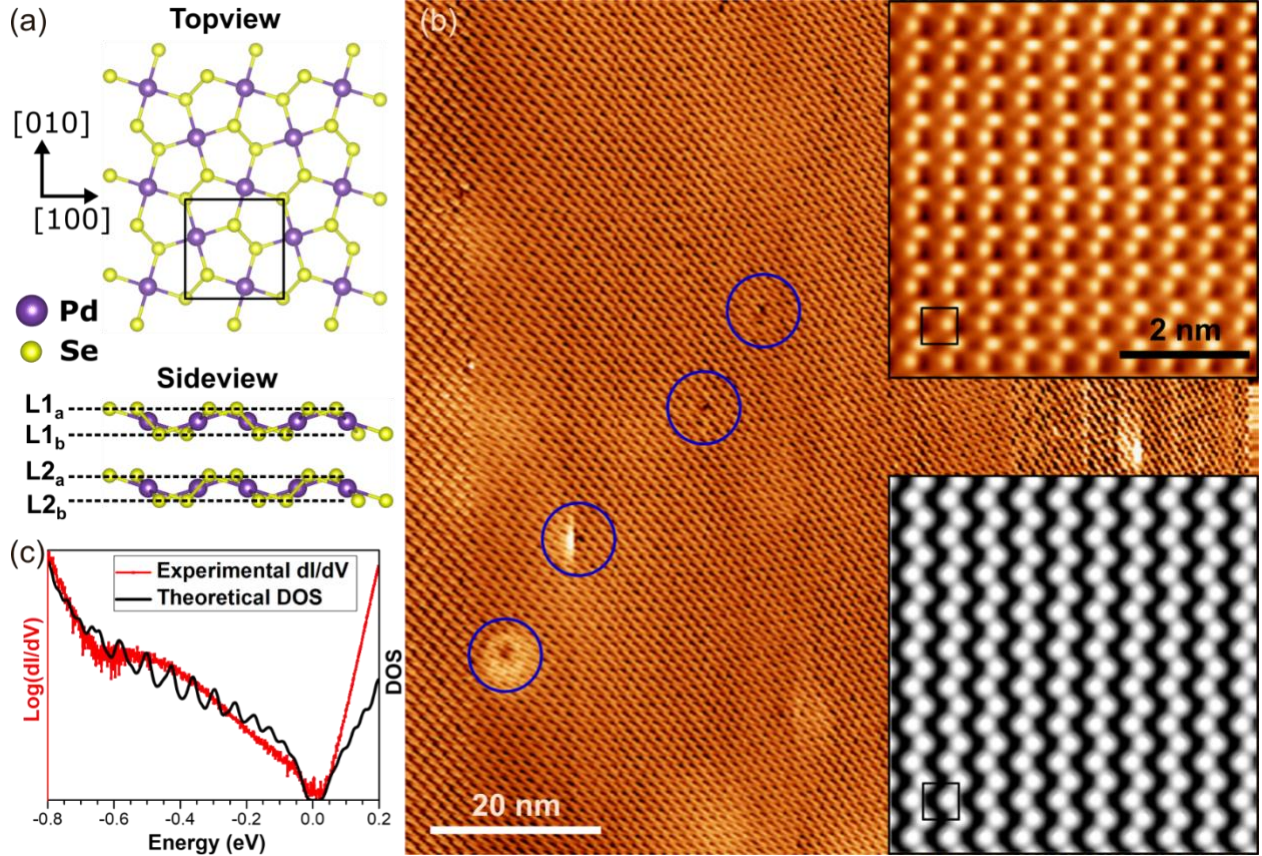 (a)
Topview
[010]
[100]
Pd
Se
Sideview
L1a
L1b
L2a
L2b
(b)
2 nm
20 nm
(c)
Experimental dI/dV
Theoretical DOS
Log(dI/dV)
DOS
-0.8 -0.6 -0.4 -0.2 0.0 0.2
Energy (eV)